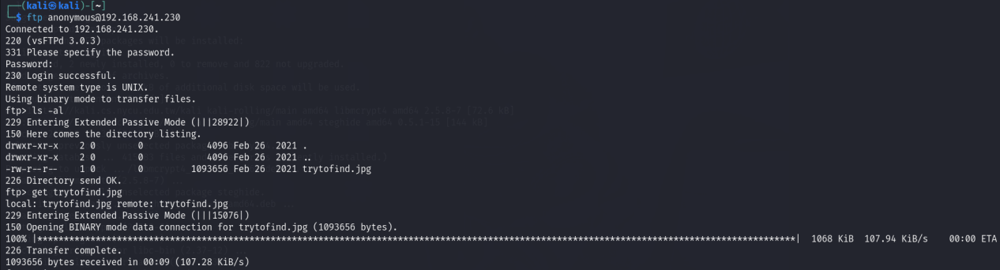 ┌──(kali㉿kali)-[~]
└─$ ftp anonymous@192.168.241.230
Connected to 192.168.241.230.
220 (vsFTPd 3.0.3)
331 Please specify the password.
Password:
230 Login successful.
Remote system type is UNIX.
Using binary mode to transfer files.
ftp> ls -al
229 Entering Extended Passive Mode (|||28922|)
150 Here comes the directory listing.
drwxr-xr-x    2 0        0            4096 Feb 26  2021 .
drwxr-xr-x    2 0        0            4096 Feb 26  2021 ..
-rw-r--r--    1 0        0         1093656 Feb 26  2021 trytofind.jpg
226 Directory send OK.
ftp> get trytofind.jpg
local: trytofind.jpg remote: trytofind.jpg
229 Entering Extended Passive Mode (|||15076|)
150 Opening BINARY mode data connection for trytofind.jpg (1093656 bytes).
100% |***********************************************************************************************************************************************|  1068 KiB  107.94 KiB/s    00:00 ETA
226 Transfer complete.
1093656 bytes received in 00:09 (107.28 KiB/s)